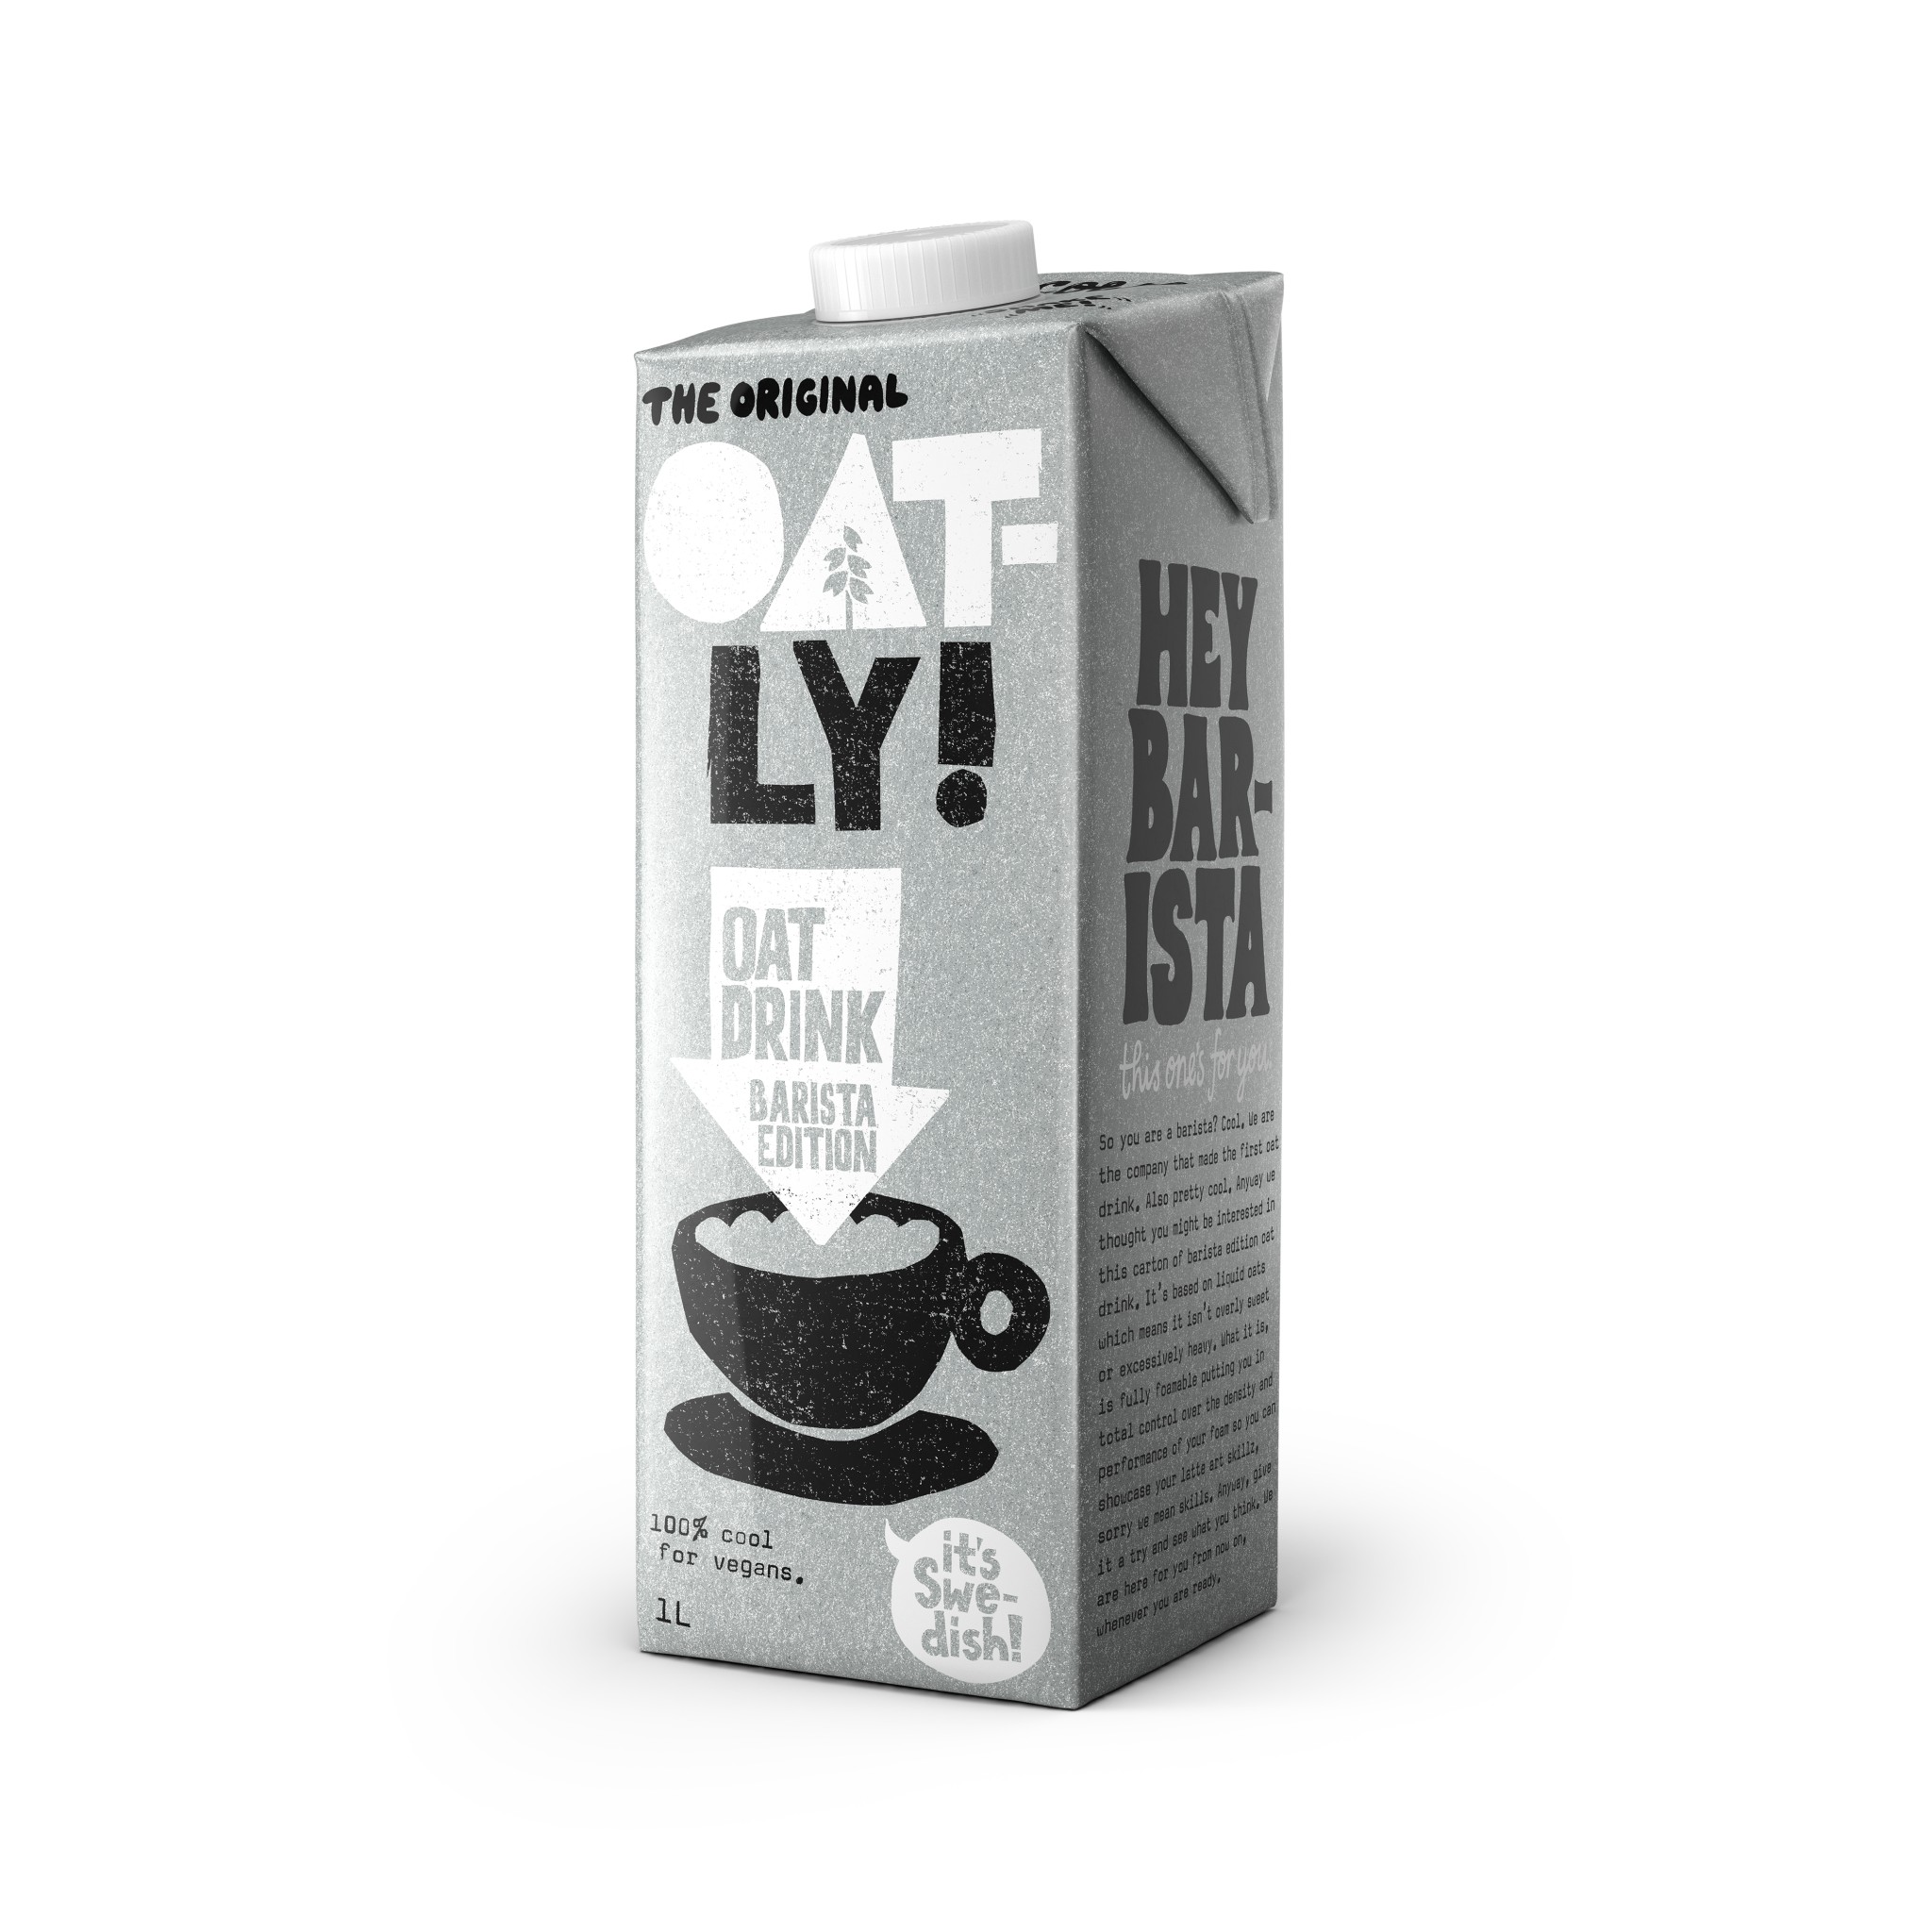 THE ORIGINAL
OAT-
LY!
OAT
DRINK
BARISTA
EDITION
100% cool
for vegans.
1L
it's
Swe-
dish!
HEY
BAR-
ISTA
this one's for you.
So you are a barista? Cool. We are
the company that made the first oat
drink. Also pretty cool. Anyway we
thought you might be interested in
this carton of barista edition oat
drink. It's based on liquid oats
which means it isn't overly sweet
or excessively heavy. What it is,
is fully foamable putting you in
total control over the density and
performance of your foam so you can
showcase your latte art skillz,
sorry we mean skills. Anyway, give
it a try and see what you think. We
are here for you from now on,
whenever you are ready.